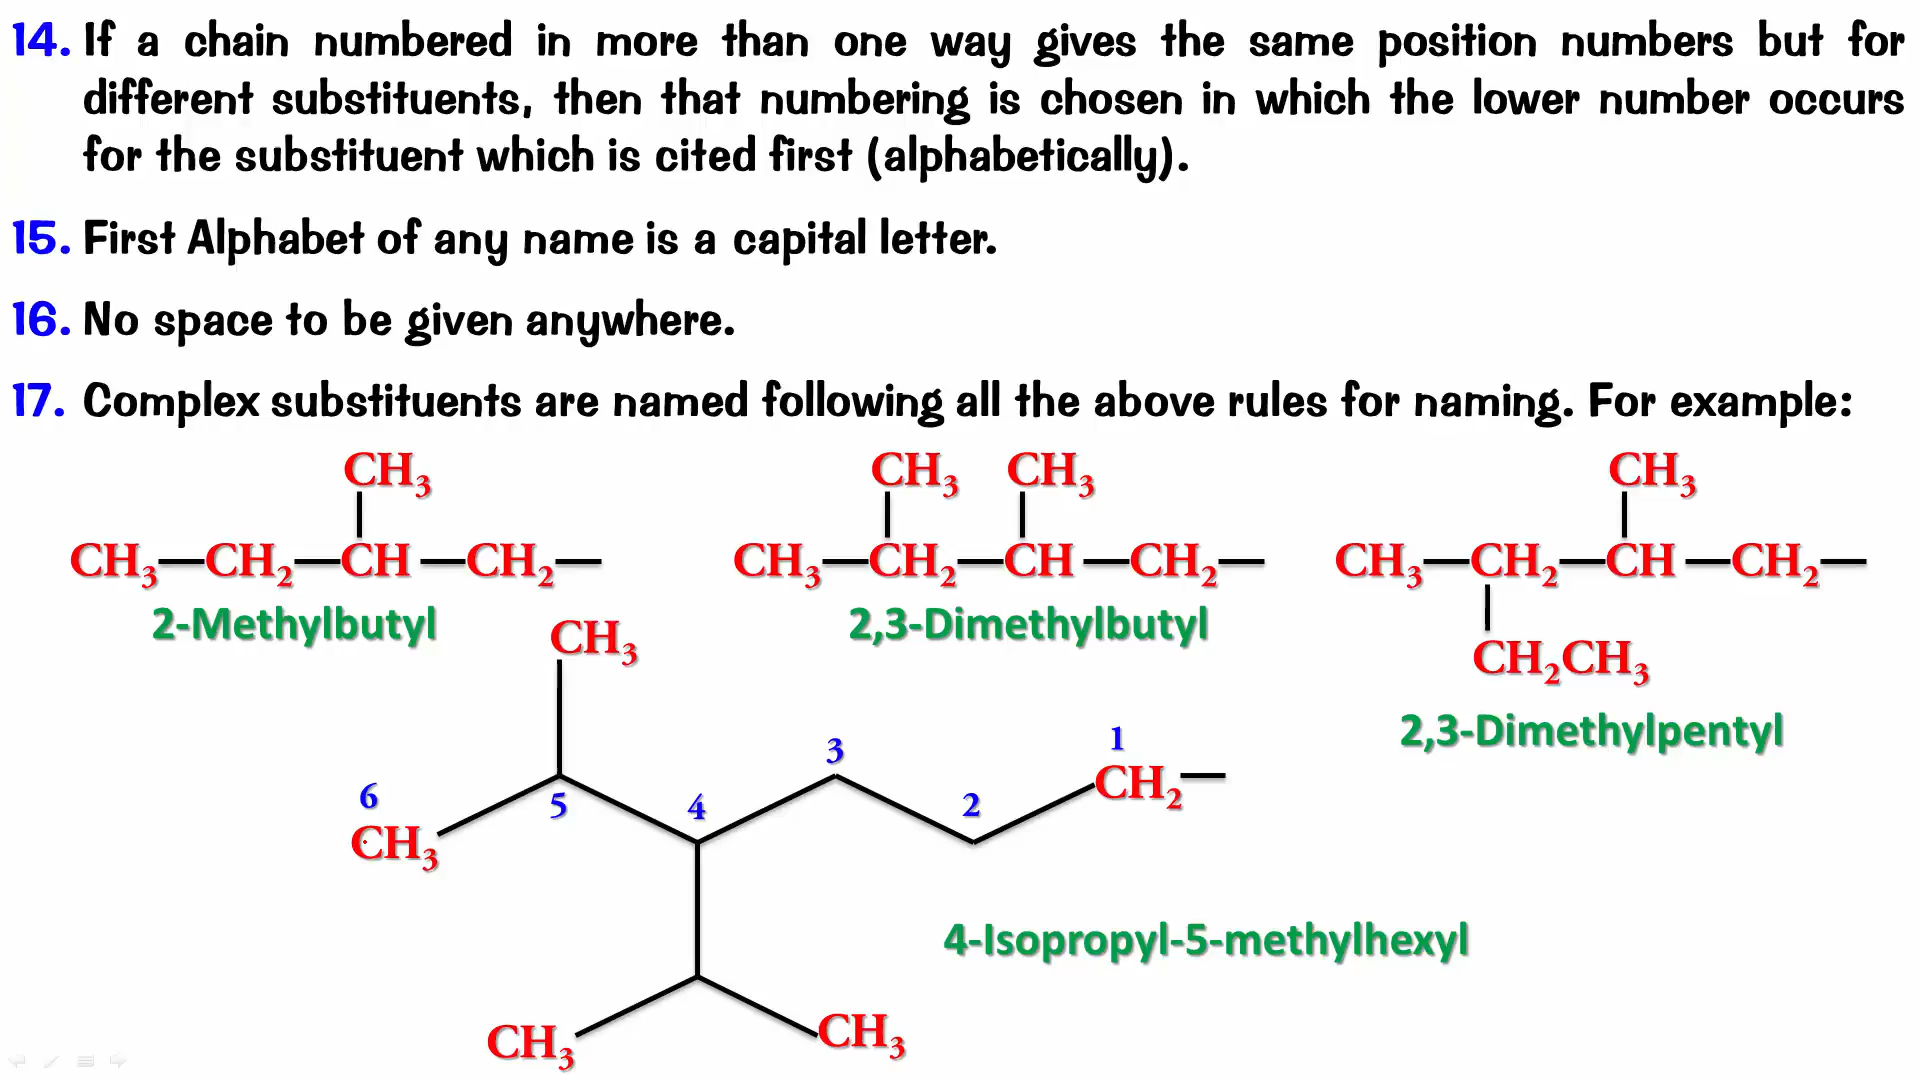 14. If a chain numbered in more than one way gives the same position numbers but for
different substituents, then that numbering is chosen in which the lower number occurs
for the substituent which is cited first (alphabetically).
15. First Alphabet of any name is a capital letter.
16. No space to be given anywhere.
17. Complex substituents are named following all the above rules for naming. For example:
CH₃ CH₃ CH₃ CH₃
CH₃—CH₂—CH—CH₂— CH₃—CH₂—CH—CH₂— CH₃—CH₂—CH—CH₂—
2-Methylbutyl 2,3-Dimethylbutyl
CH₃ CH₂CH₃
2,3-Dimethylpentyl
6 5 4 3 2 1
CH₃ CH₂—
4-Isopropyl-5-methylhexyl
CH₃ CH₃